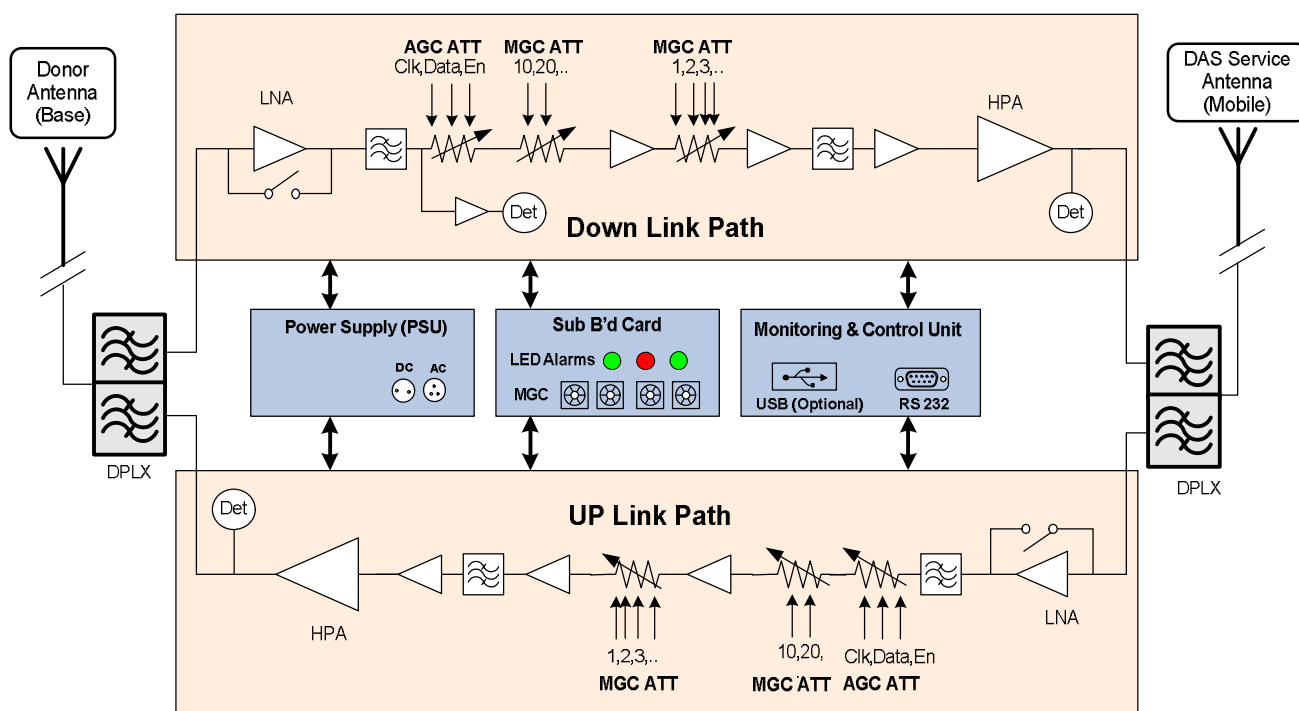 Donor
Antenna
(Base)
AGC ATT
Clk,Data,En
MGC ATT
10,20,..
MGC ATT
1,2,3,..
DAS Service
Antenna
(Mobile)
LNA
HPA
Det
Det
Down Link Path
Power Supply (PSU)
DC
AC
Sub B'd Card
LED Alarms
MGC
Monitoring & Control Unit
USB (Optional)
RS 232
DPLX
DPLX
Det
UP Link Path
HPA
LNA
1,2,3,..
MGC ATT
10,20,
MGC ATT
Clk,Data,En
AGC ATT